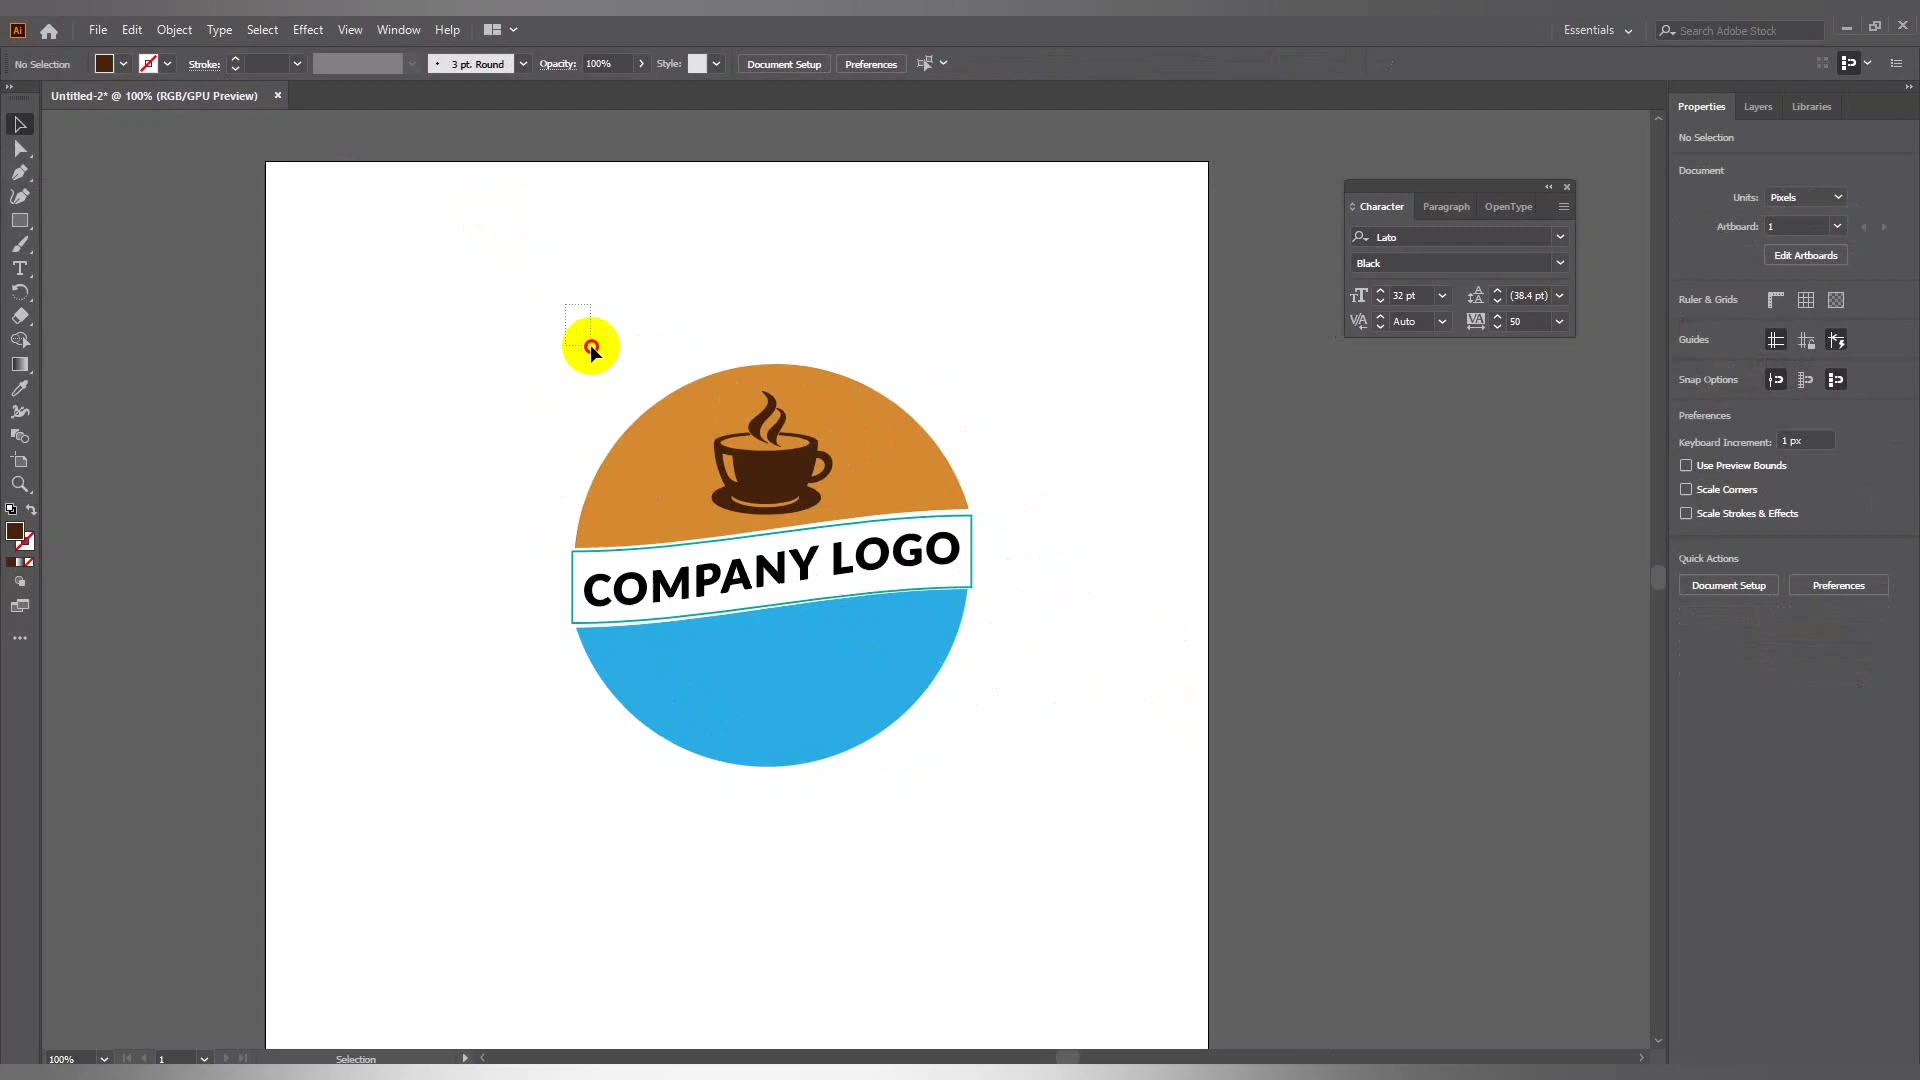 Ai File Edit Object Type Select Effect View Window Help Essentials Search Adobe Stock
No Selection Stroke: 3 pt. Round Opacity: 100% Style: Document Setup Preferences
Untitled-2* @ 100% (RGB/GPU Preview)
Properties Layers Libraries
No Selection
Document
Units: Pixels
Artboard: 1
Edit Artboards
Ruler & Grids
Guides
Snap Options
Preferences
Keyboard Increment: 1 px
Use Preview Bounds
Scale Corners
Scale Strokes & Effects
Quick Actions
Document Setup Preferences
Character Paragraph OpenType
Lato
Black
32 pt (38.4 pt)
Auto 50
COMPANY LOGO
100% 1 Selection